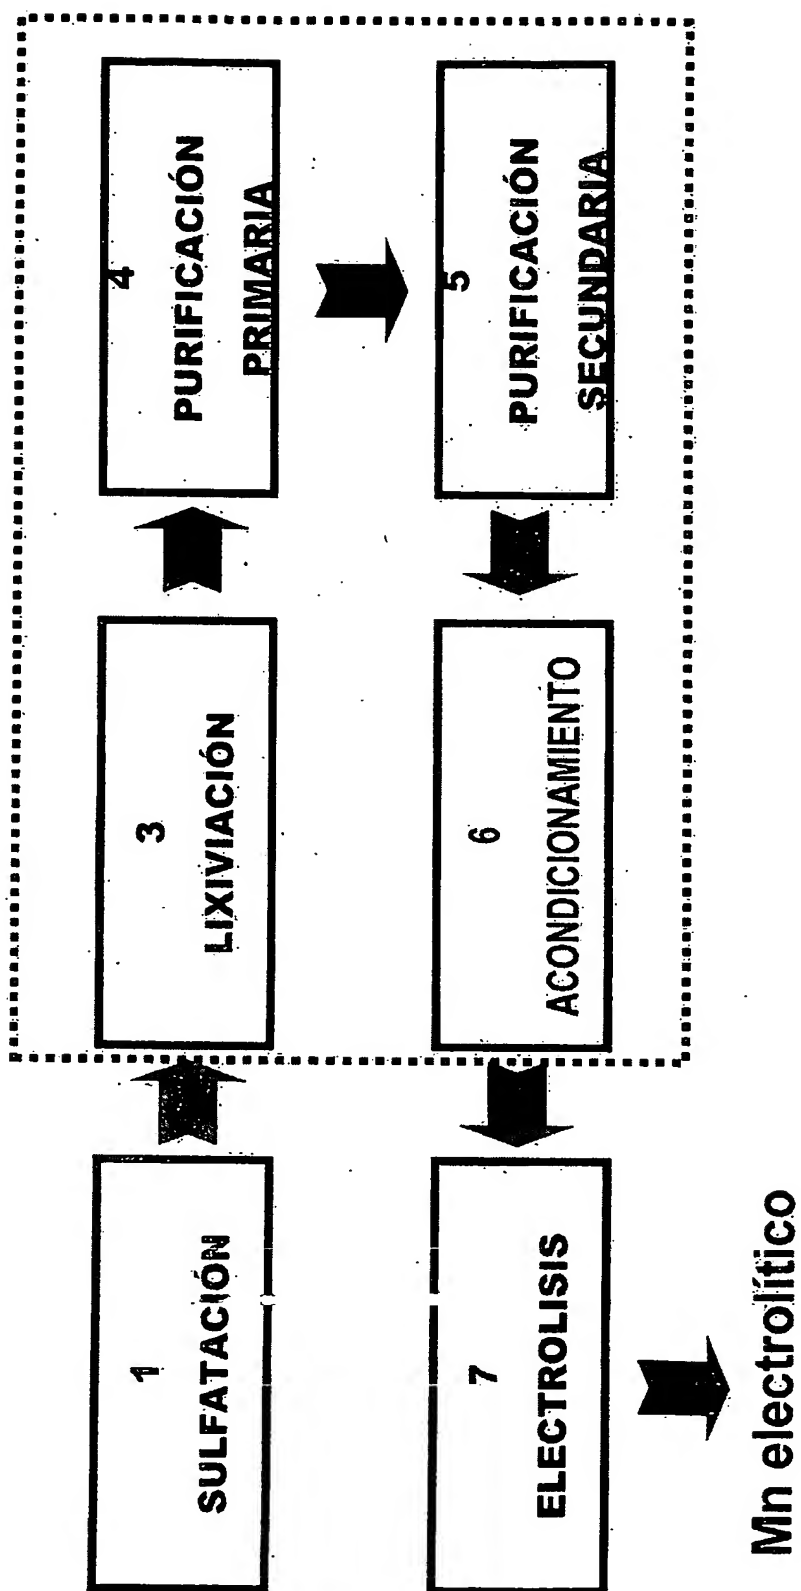 1
SULFATACIÓN
3
LIXIVIACIÓN
4
PURIFICACIÓN
PRIMARIA
5
PURIFICACIÓN
SECUNDARIA
6
ACONDICIONAMIENTO
7
ELECTROLISIS
Mn electrolítico